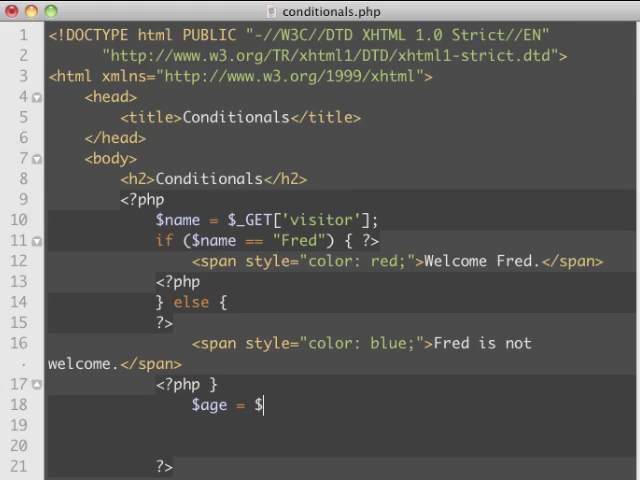 conditionals.php
1 <!DOCTYPE html PUBLIC "-//W3C//DTD XHTML 1.0 Strict//EN"
2 "http://www.w3.org/TR/xhtml1/DTD/xhtml1-strict.dtd">
3 <html xmlns="http://www.w3.org/1999/xhtml">
4 <head>
5 <title>Conditionals</title>
6 </head>
7 <body>
8 <h2>Conditionals</h2>
9 <?php
10 $name = $_GET['visitor'];
11 if ($name == "Fred") { ?>
12 <span style="color: red;">Welcome Fred.</span>
13 <?php
14 } else {
15 ?>
16 <span style="color: blue;">Fred is not
· welcome.</span>
17 <?php }
18 $age = $
19
20
21 ?>